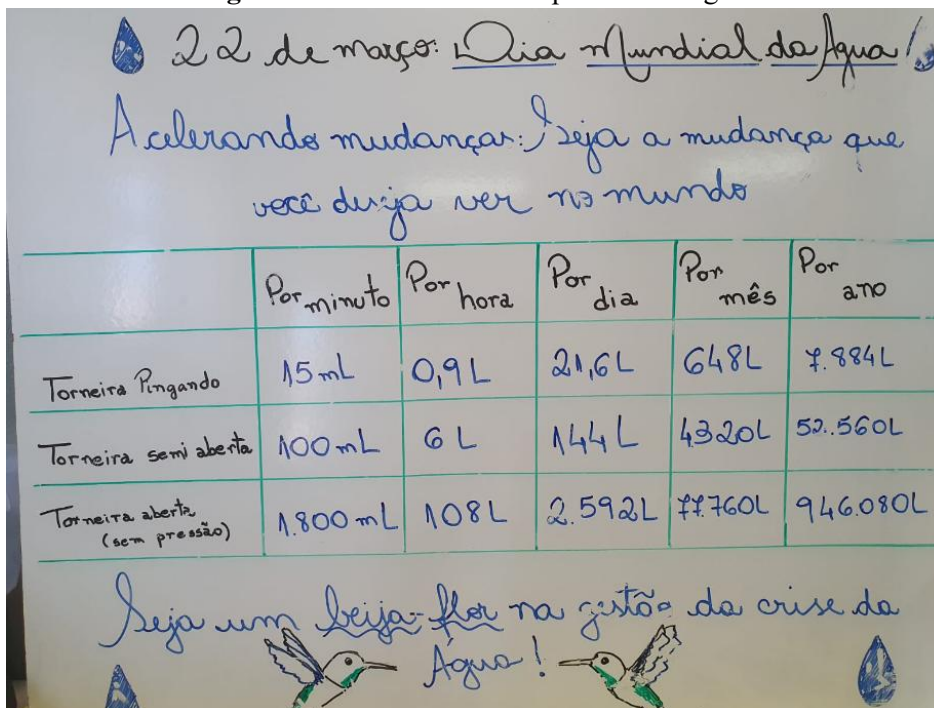 22 de março: Dia Mundial da Água!
Acelerando mudanças: Seja a mudança que
você deseja ver no mundo
Por minuto Por hora Por dia Por mês Por ano
Torneira Pingando 15 mL 0,9 L 21,6 L 648 L 7.884 L
Torneira semi aberta 100 mL 6 L 144 L 4320 L 52.560 L
Torneira aberta (sem pressão) 1.800 mL 108 L 2.592 L 77.760 L 946.080 L
Seja um beija-flor na gestão da crise da
Água!